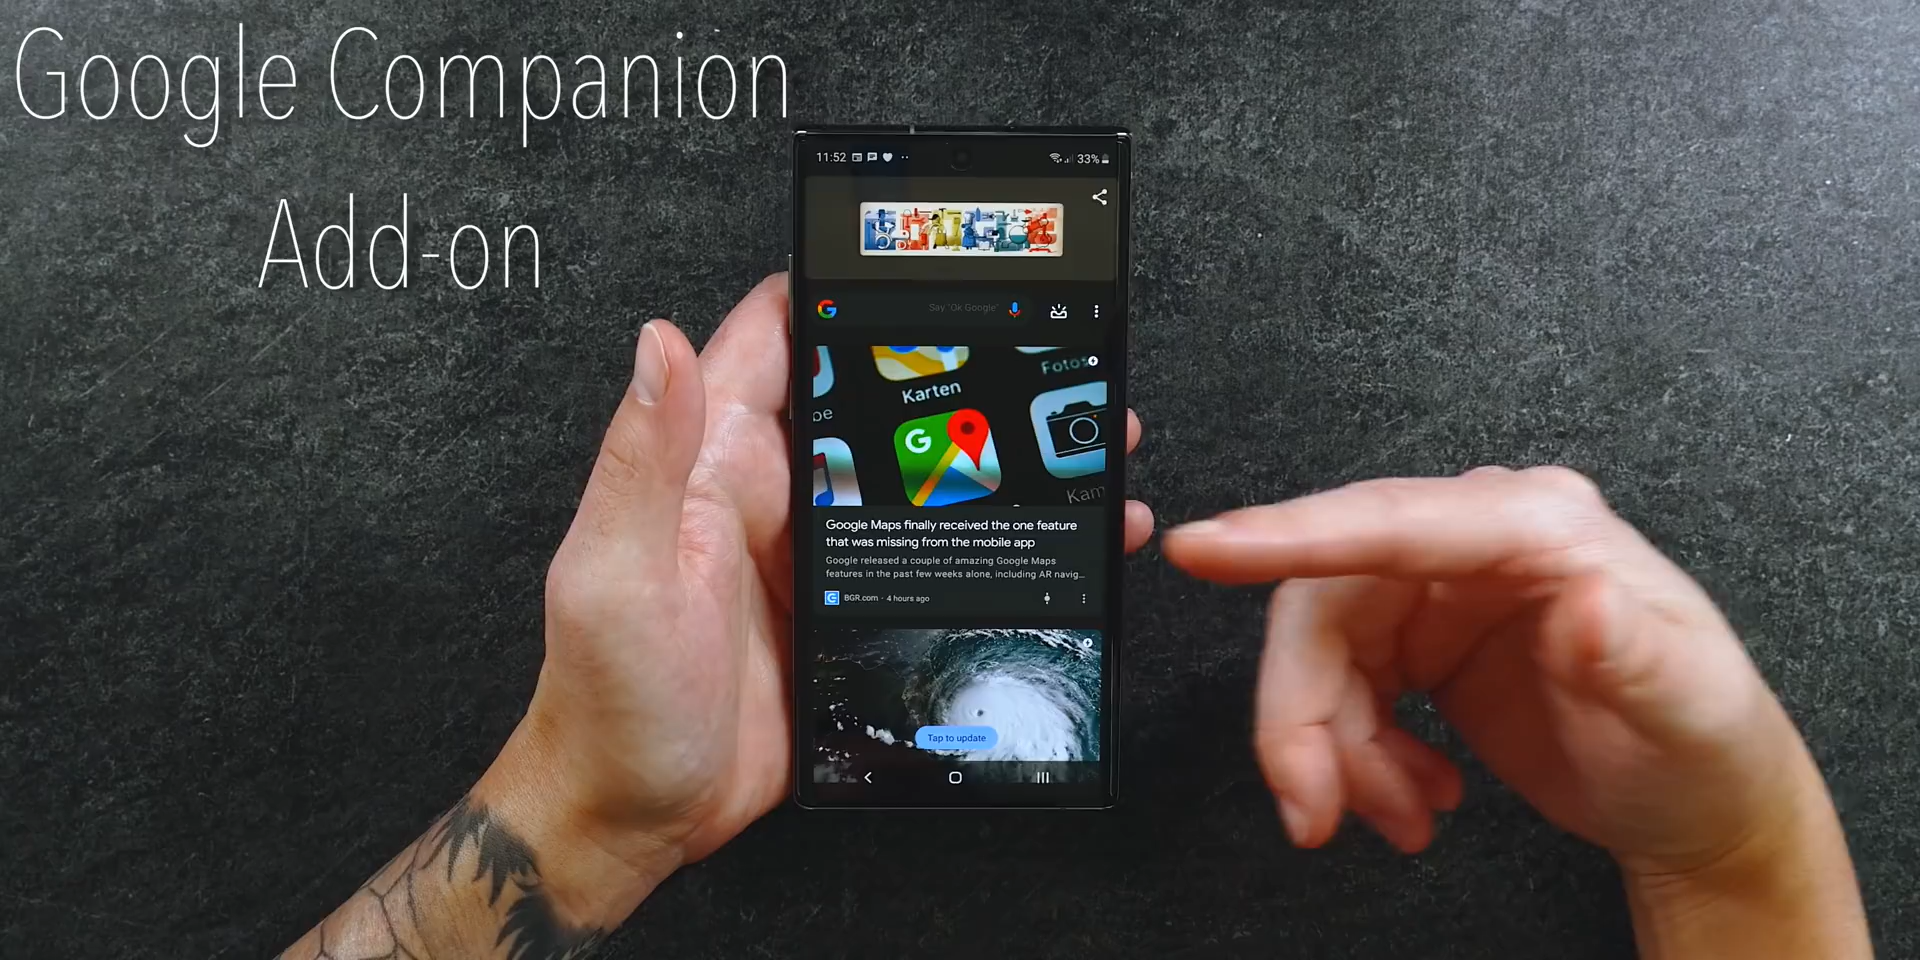 Google Companion
Add-on
11:52
33%
Say "Ok Google"
Fotos
Karten
pe
G
Kam
Google Maps finally received the one feature
that was missing from the mobile app
Google released a couple of amazing Google Maps
features in the past few weeks alone, including AR navig...
BGR.com · 4 hours ago
Tap to update